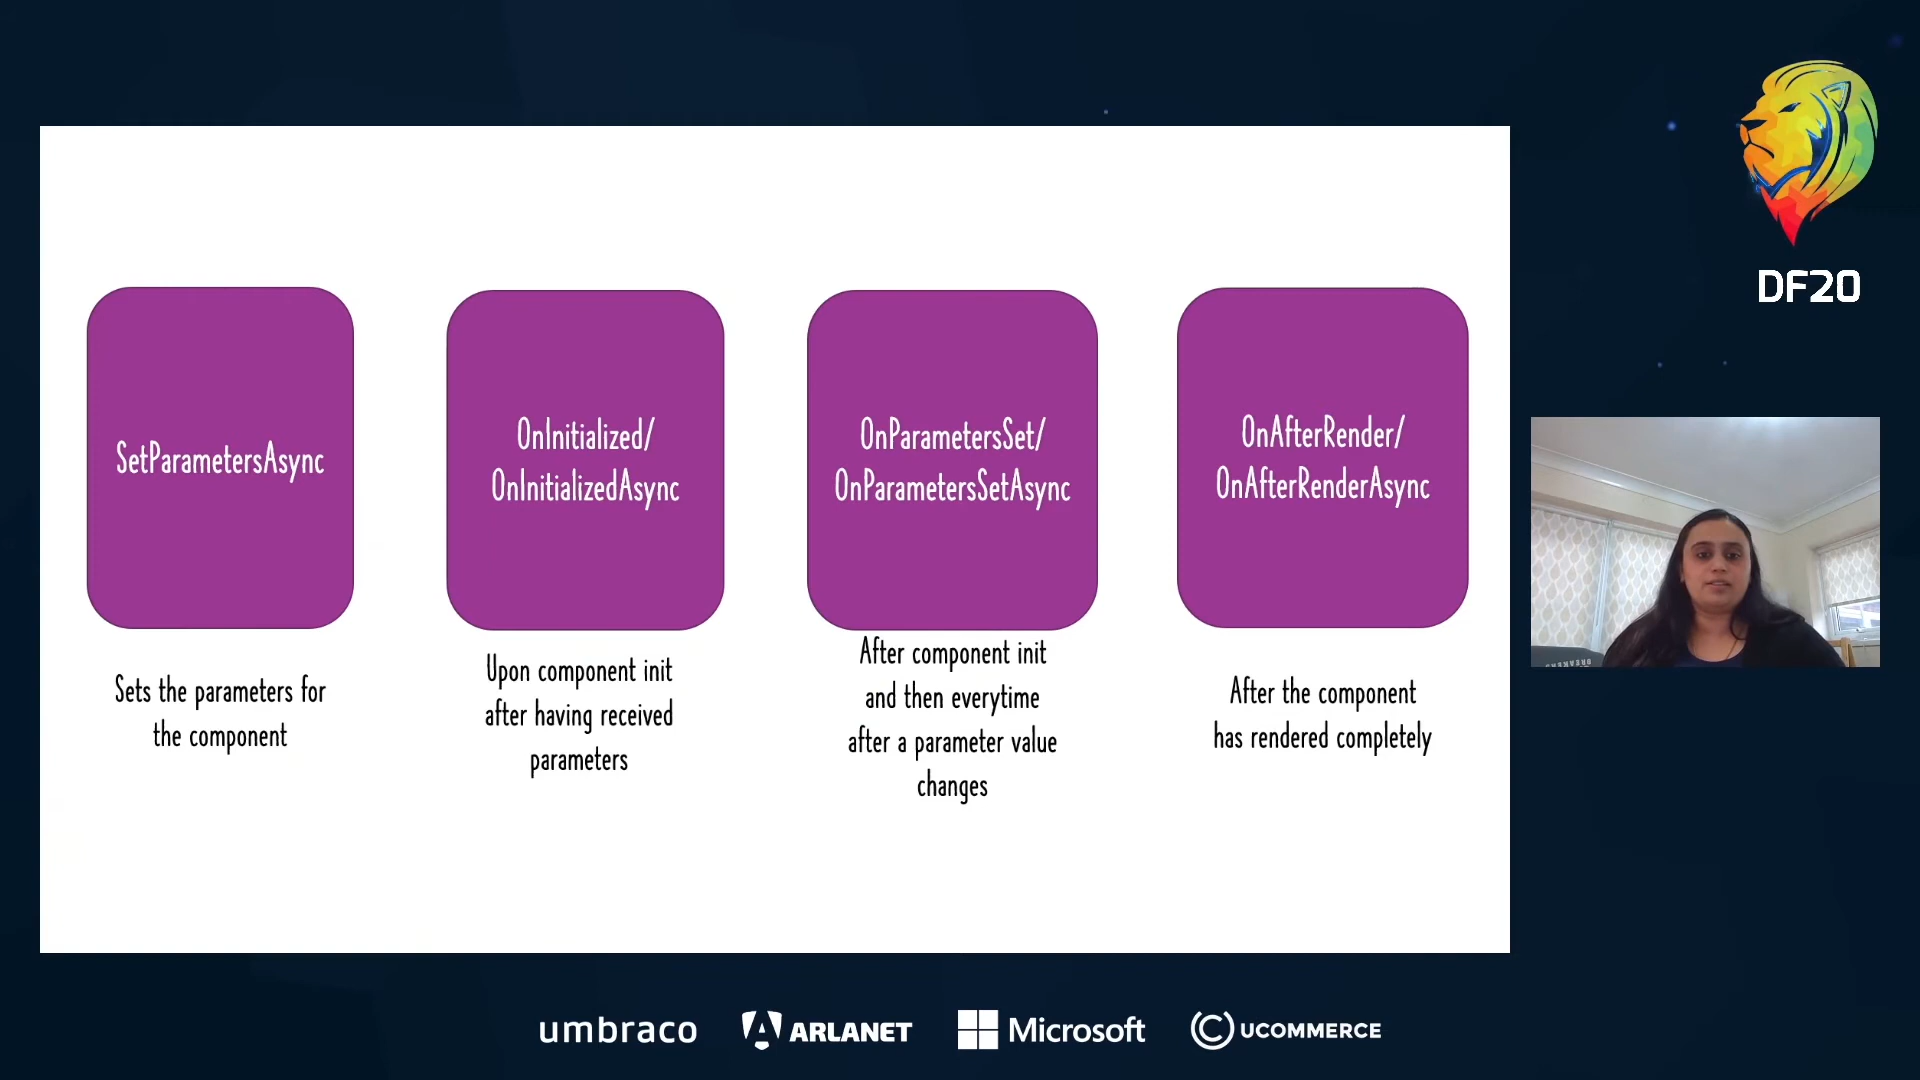 SetParametersAsync
Sets the parameters for
the component
OnInitialized/
OnInitializedAsync
Upon component init
after having received
parameters
OnParametersSet/
OnParametersSetAsync
After component init
and then everytime
after a parameter value
changes
OnAfterRender/
OnAfterRenderAsync
After the component
has rendered completely
DF20
umbraco
ARLANET
Microsoft
UCOMMERCE